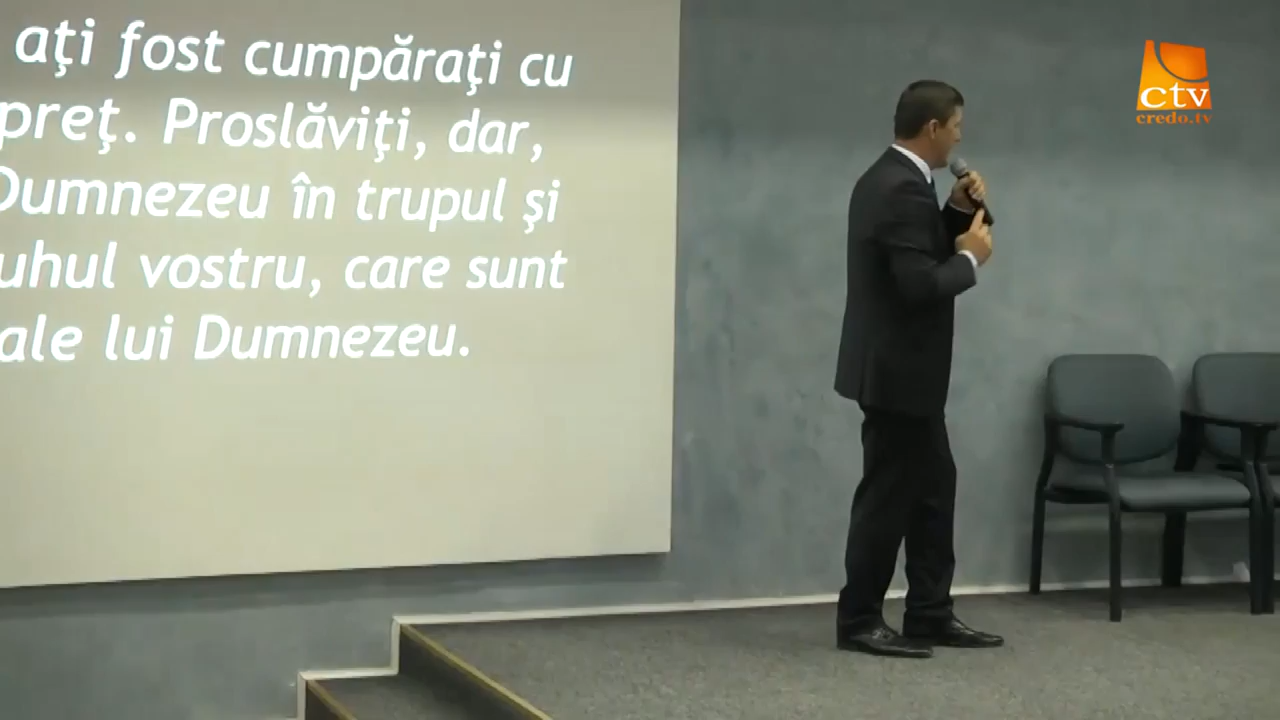 aţi fost cumpăraţi cu
preţ. Proslăviţi, dar,
Dumnezeu în trupul şi
uhul vostru, care sunt
ale lui Dumnezeu.
ctv
credo.tv